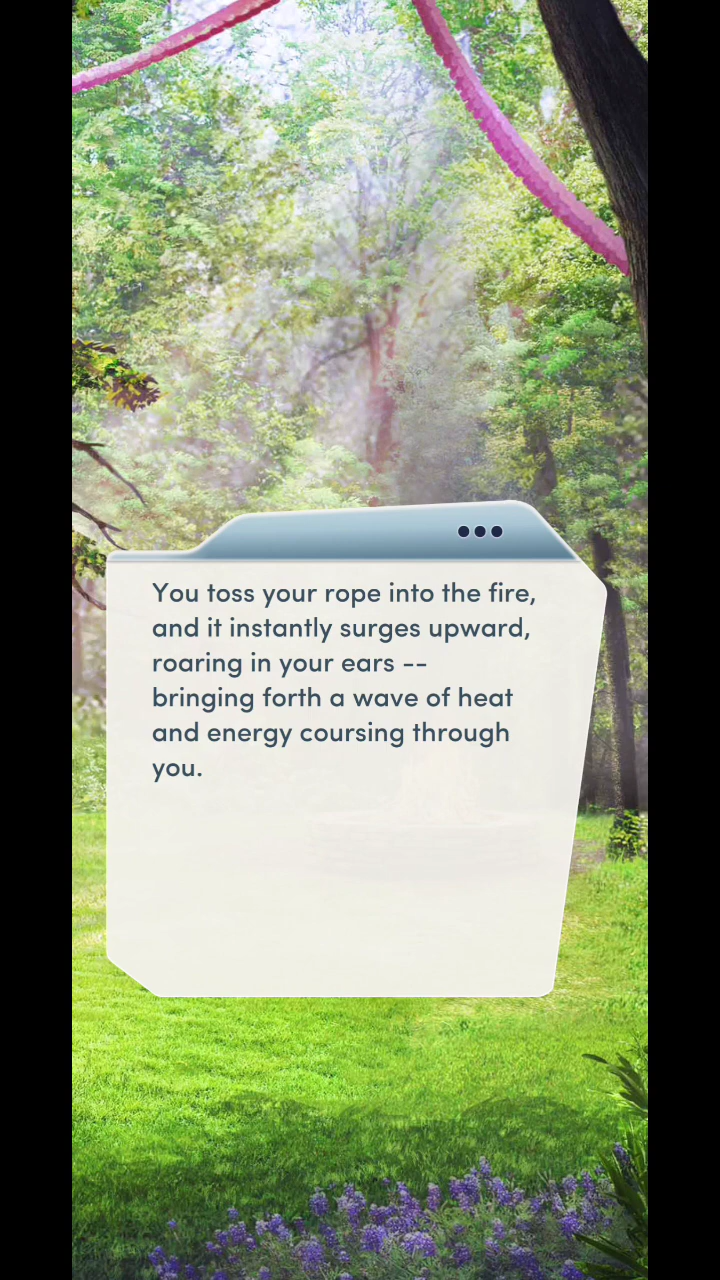 You toss your rope into the fire,
and it instantly surges upward,
roaring in your ears --
bringing forth a wave of heat
and energy coursing through
you.